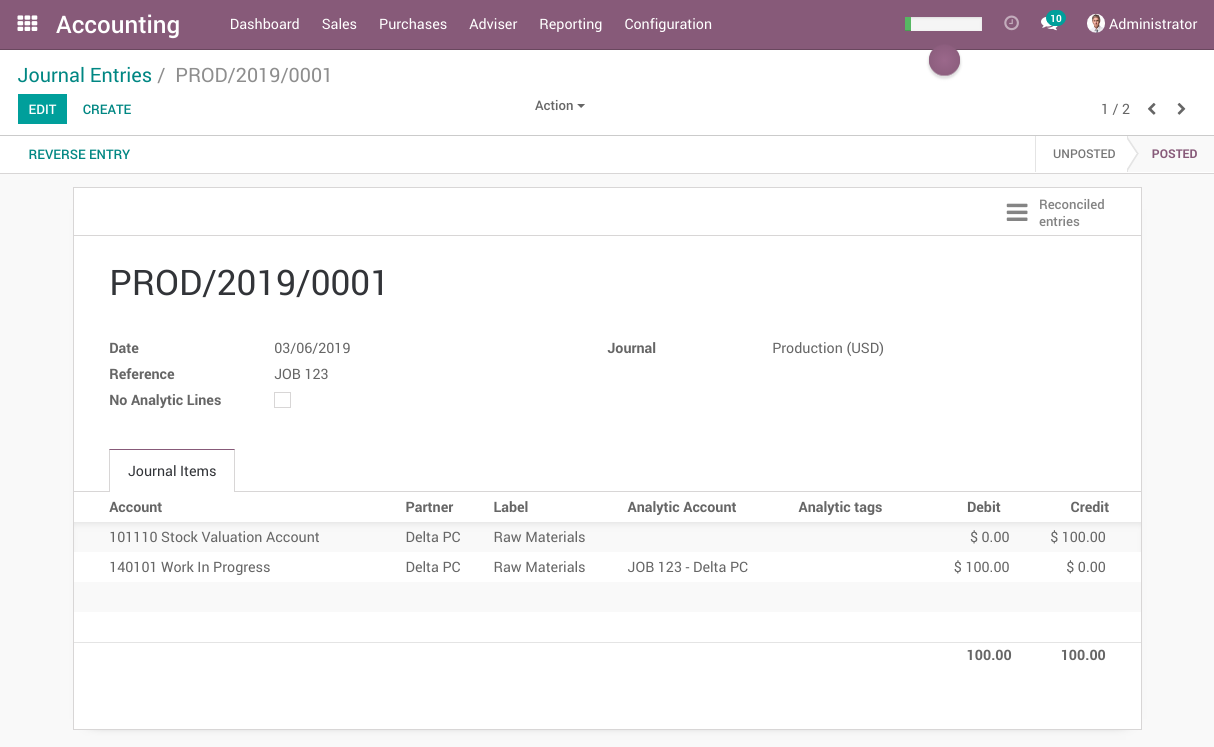 Accounting Dashboard Sales Purchases Adviser Reporting Configuration 10 Administrator
Journal Entries / PROD/2019/0001
EDIT CREATE Action 1 / 2
REVERSE ENTRY UNPOSTED POSTED
Reconciled
entries
PROD/2019/0001
Date 03/06/2019 Journal Production (USD)
Reference JOB 123
No Analytic Lines
Journal Items
Account Partner Label Analytic Account Analytic tags Debit Credit
101110 Stock Valuation Account Delta PC Raw Materials $ 0.00 $ 100.00
140101 Work In Progress Delta PC Raw Materials JOB 123 - Delta PC $ 100.00 $ 0.00
100.00 100.00